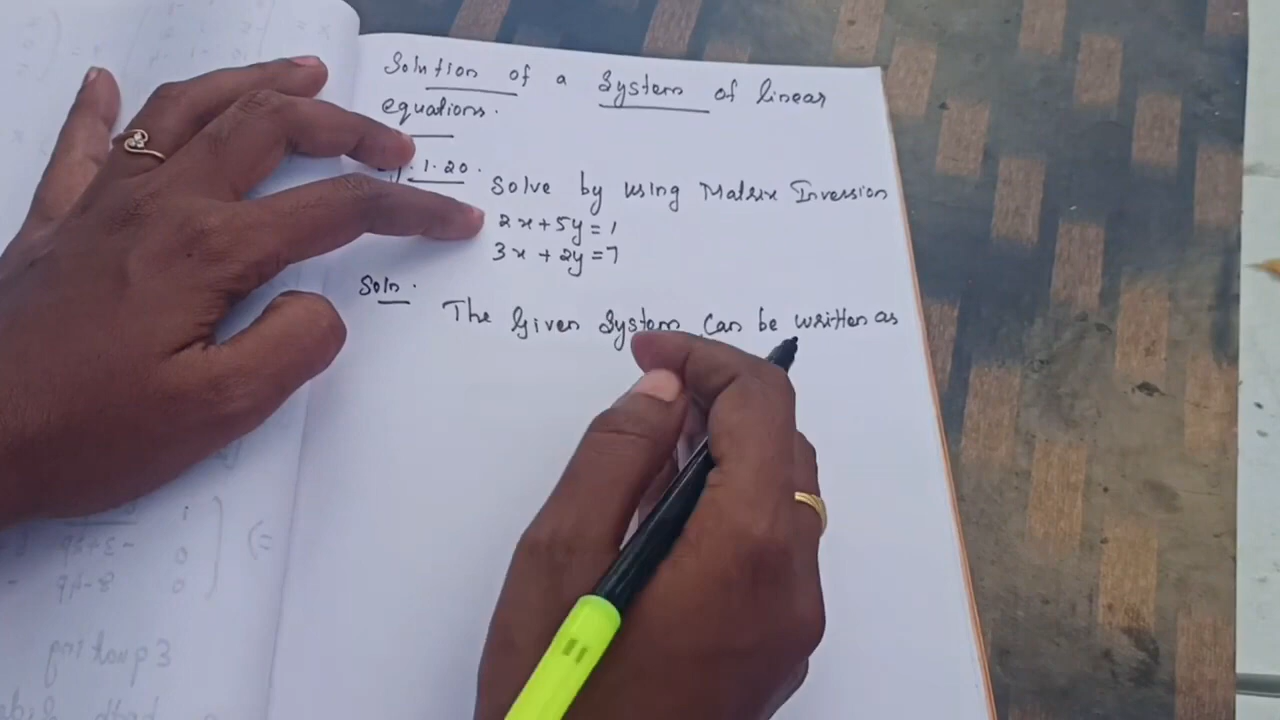 Solution of a System of linear
equations.
1.20.
Solve by using Matrix Inversion
2x+5y=1
3x+2y=7
Soln.
The Given System can be written as